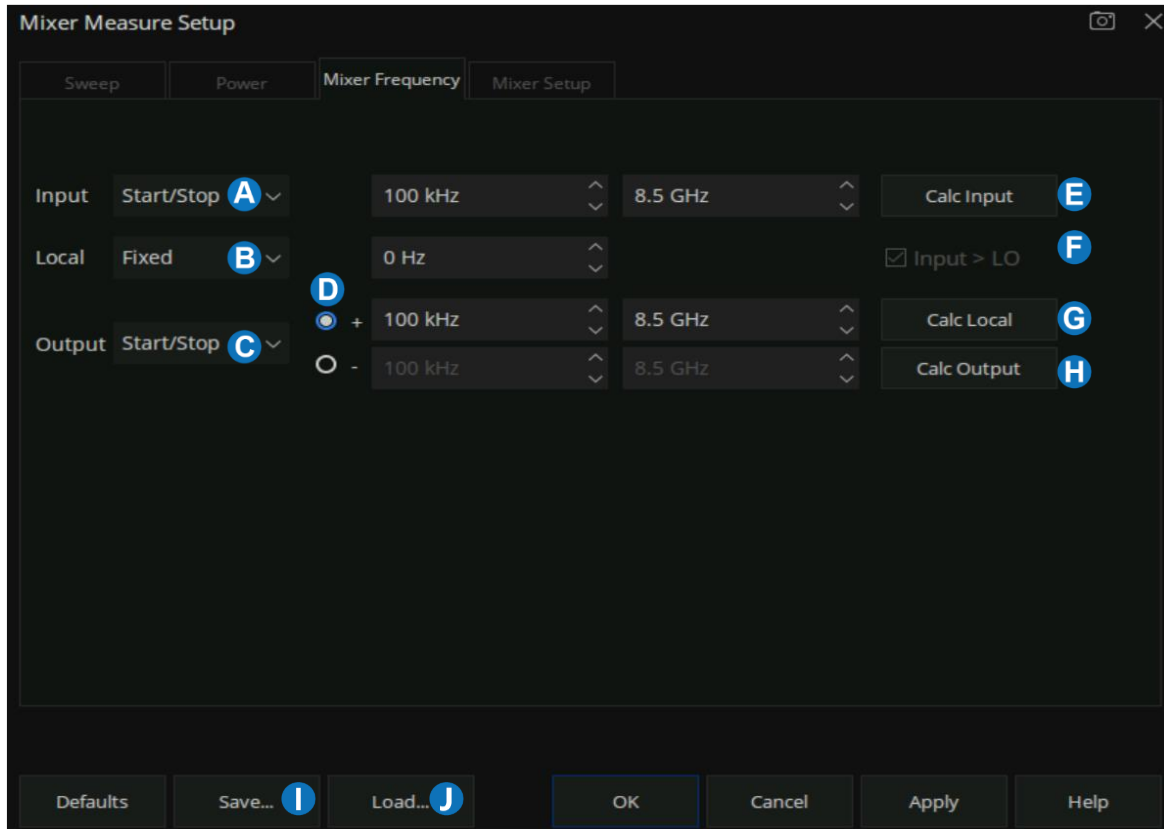 Mixer Measure Setup
Sweep Power Mixer Frequency Mixer Setup
Input Start/Stop A 100 kHz 8.5 GHz Calc Input E
Local Fixed B 0 Hz Input > LO F
D
+ 100 kHz 8.5 GHz Calc Local G
Output Start/Stop C
- 100 kHz 8.5 GHz Calc Output H
Defaults Save... I Load... J OK Cancel Apply Help